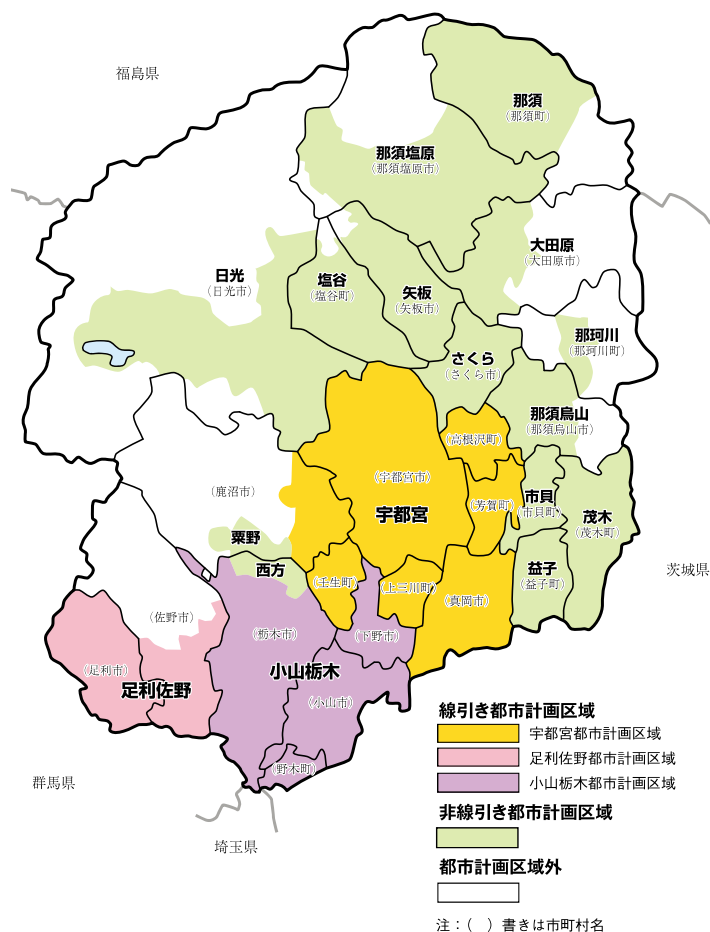 福島県
那須
(那須町)
那須塩原
(那須塩原市)
大田原
(大田原市)
日光
(日光市)
塩谷
(塩谷町)
矢板
(矢板市)
那珂川
(那珂川町)
さくら
(さくら市)
那須烏山
(那須烏山市)
(高根沢町)
(宇都宮市)
宇都宮
(鹿沼市)
(芳賀町)
市貝
(市貝町)
茂木
(茂木町)
粟野
西方
益子
(益子町)
茨城県
(壬生町)
(上三川町)
(真岡市)
(佐野市)
(栃木市)
(下野市)
(足利市)
足利佐野
小山栃木
(小山市)
(野木町)
群馬県
埼玉県
線引き都市計画区域
宇都宮都市計画区域
足利佐野都市計画区域
小山栃木都市計画区域
非線引き都市計画区域
都市計画区域外
注:( )書きは市町村名